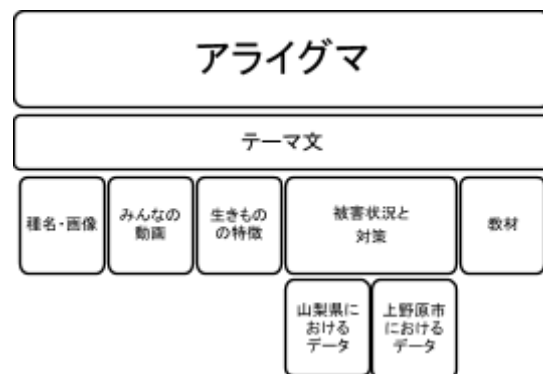 アライグマ
テーマ文
種名・画像
みんなの
動画
生きもの
の特徴
被害状況と
対策
教材
山梨県に
おける
データ
上野原市
における
データ